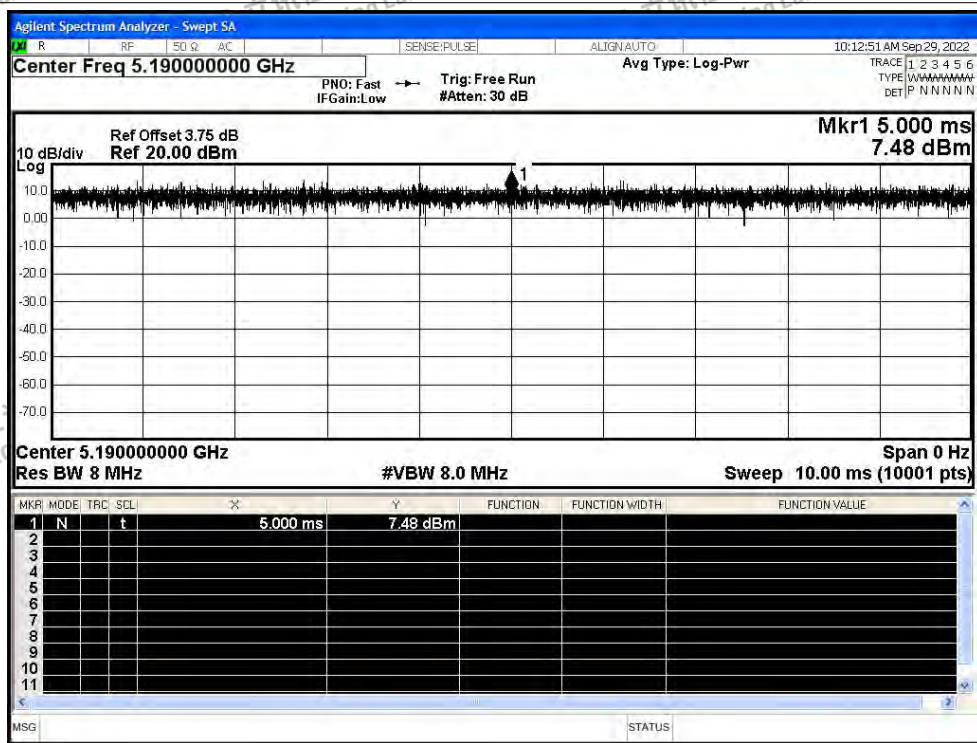 Agilent Spectrum Analyzer - Swept SA
R RF 50 Ω AC SENSE:PULSE ALIGN AUTO 10:12:51 AM Sep 29, 2022
Center Freq 5.190000000 GHz
PNO: Fast
IFGain:Low
Trig: Free Run
#Atten: 30 dB
Avg Type: Log-Pwr
TRACE 1 2 3 4 5 6
TYPE WWWWWWW
DET P N N N N N
Mkr1 5.000 ms
7.48 dBm
Ref Offset 3.75 dB
10 dB/div Ref 20.00 dBm
Log
1
10.0
0.00
-10.0
-20.0
-30.0
-40.0
-50.0
-60.0
-70.0
Center 5.190000000 GHz Span 0 Hz
Res BW 8 MHz #VBW 8.0 MHz Sweep 10.00 ms (10001 pts)
MKR MODE TRC SCL X Y FUNCTION FUNCTION WIDTH FUNCTION VALUE
1 N t 5.000 ms 7.48 dBm
2
3
4
5
6
7
8
9
10
11
MSG STATUS